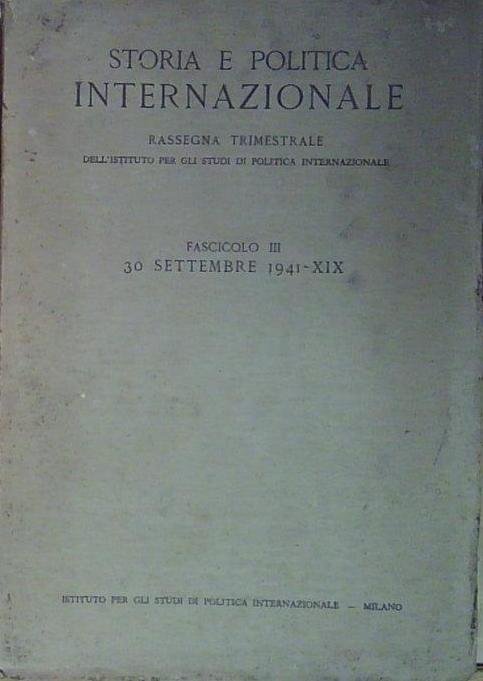 STORIA E POLITICA
INTERNAZIONALE
RASSEGNA TRIMESTRALE
DELL'ISTITUTO PER GLI STUDI DI POLITICA INTERNAZIONALE
FASCICOLO III
30 SETTEMBRE 1941-XIX
ISTITUTO PER GLI STUDI DI POLITICA INTERNAZIONALE — MILANO